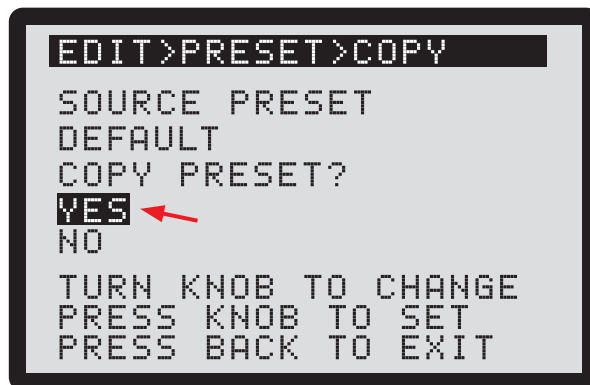 EDIT>PRESET>COPY
SOURCE PRESET
DEFAULT
COPY PRESET?
YES
NO
TURN KNOB TO CHANGE
PRESS KNOB TO SET
PRESS BACK TO EXIT